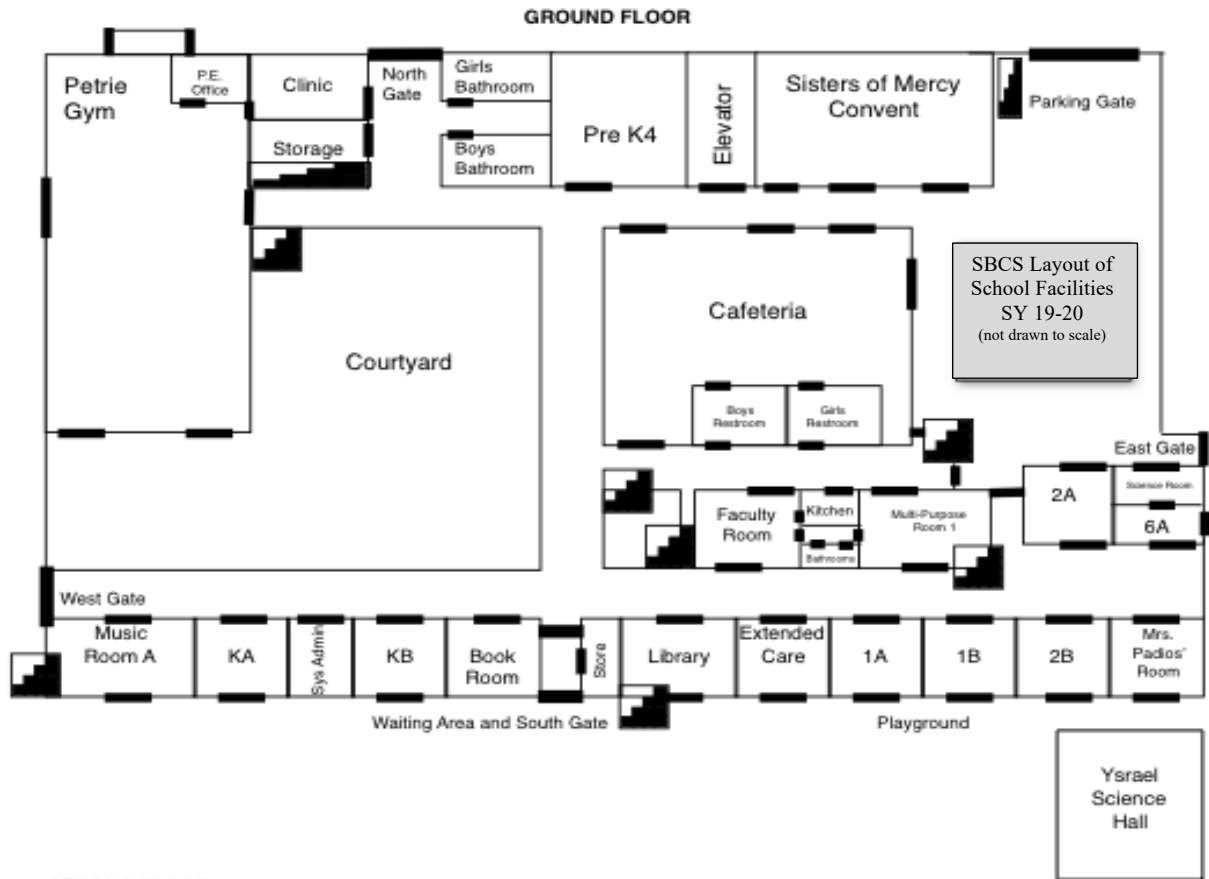 GROUND FLOOR
Petrie
Gym
P.E.
Office
Clinic
Storage
North
Gate
Girls
Bathroom
Boys
Bathroom
Pre K4
Elevator
Sisters of Mercy
Convent
Parking Gate
SBCS Layout of
School Facilities
SY 19-20
(not drawn to scale)
Courtyard
Cafeteria
Boys
Restroom
Girls
Restroom
East Gate
Faculty
Room
Kitchen
Bathrooms
Multi-Purpose
Room 1
2A
Science Room
6A
West Gate
Music
Room A
KA
Sys Admin
KB
Book
Room
Store
Library
Extended
Care
1A
1B
2B
Mrs.
Padios'
Room
Waiting Area and South Gate
Playground
Ysrael
Science
Hall